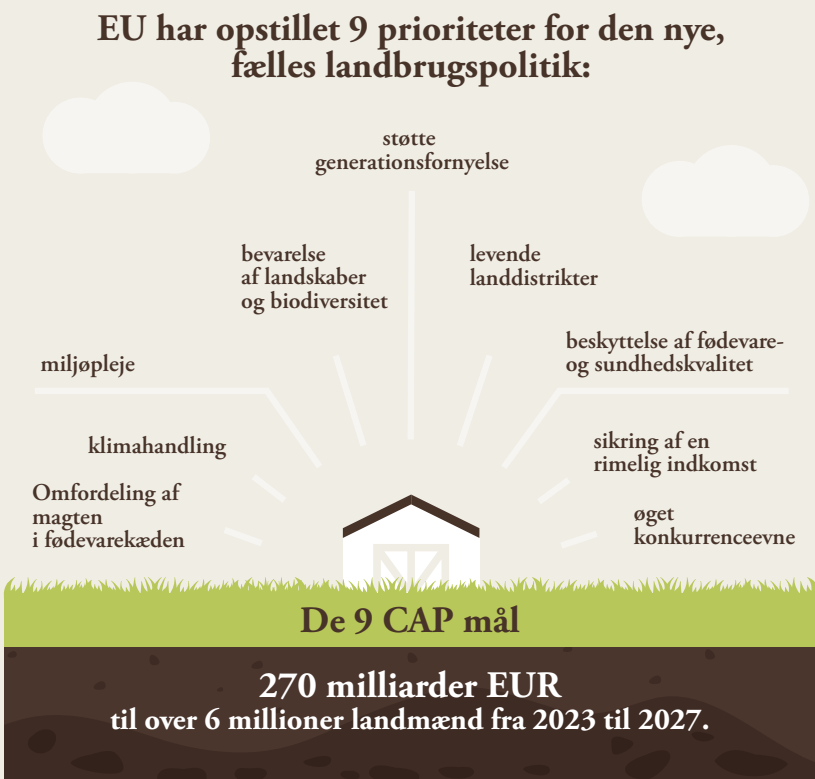 EU har opstillet 9 prioriteter for den nye,
fælles landbrugspolitik:
støtte
generationsfornyelse
bevarelse
af landskaber
og biodiversitet
levende
landdistrikter
miljøpleje
beskyttelse af fødevare-
og sundhedskvalitet
klimahandling
sikring af en
rimelig indkomst
Omfordeling af
magten
i fødevarekæden
øget
konkurrenceevne
De 9 CAP mål
270 milliarder EUR
til over 6 millioner landmænd fra 2023 til 2027.